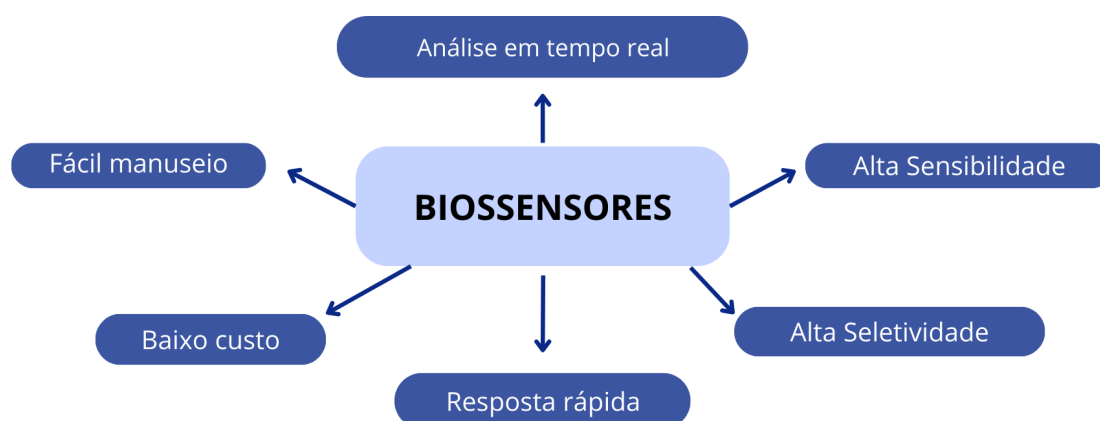 Análise em tempo real
Fácil manuseio
Alta Sensibilidade
BIOSSENSORES
Baixo custo
Alta Seletividade
Resposta rápida